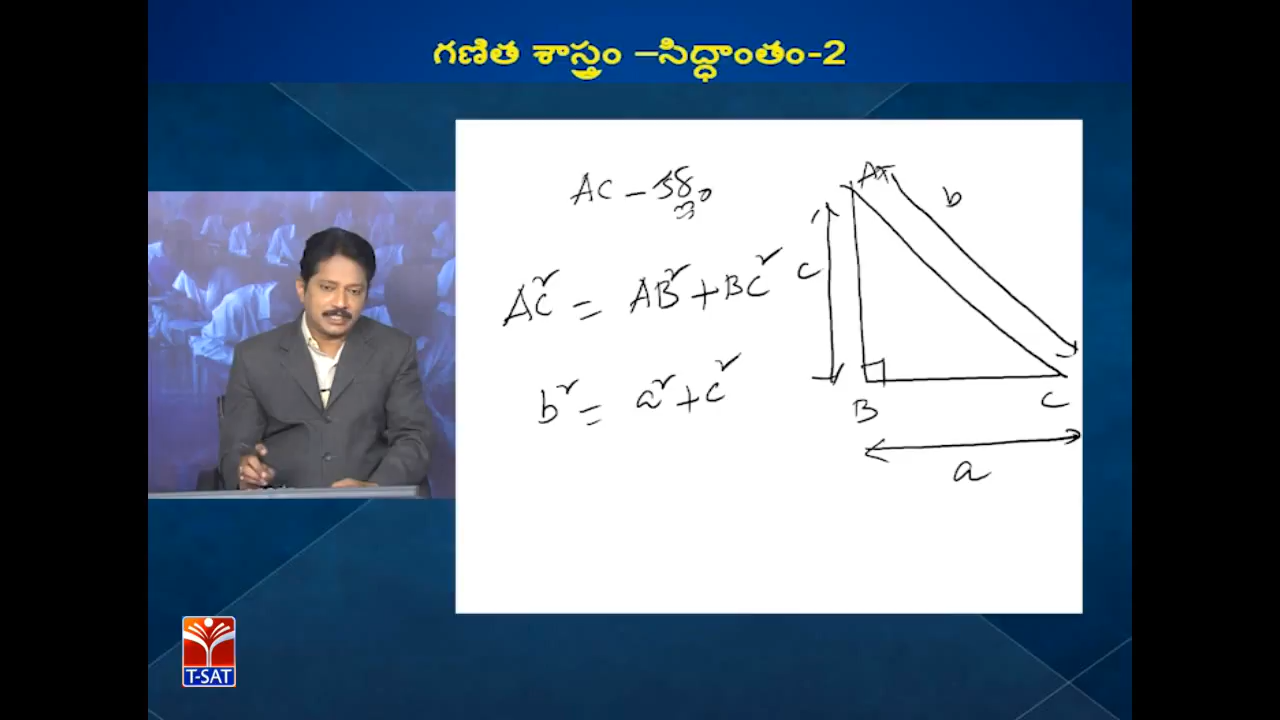 గణిత శాస్త్రం –సిద్ధాంతం-2
AC - కర్ణం
A
b
AC² = AB² + BC²
c
b² = a² + c²
B
C
a
T-SAT